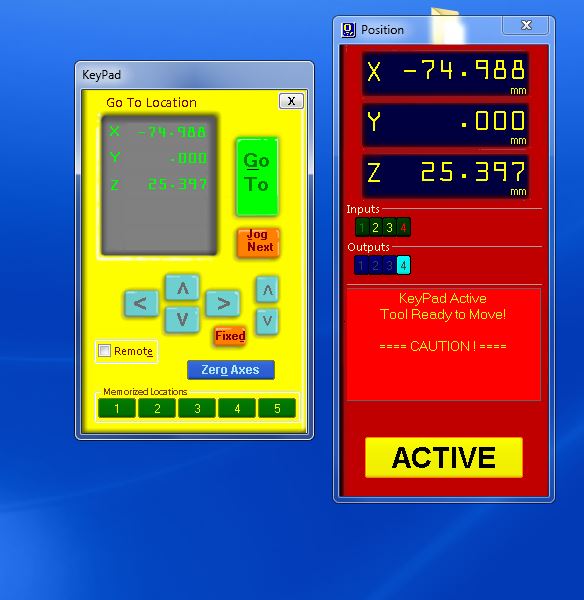 KeyPad
Go To Location
X
X -74.988
Y .000
Z 25.397
Go
To
Jog
Next
< ∧ > ∧
∨ ∨
Fixed
Remote
Zero Axes
Memorized Locations
1 2 3 4 5
Position
X
X -74.988
mm
Y .000
mm
Z 25.397
mm
Inputs
1 2 3 4
Outputs
1 2 3 4
KeyPad Active
Tool Ready to Move!
==== CAUTION ! ====
ACTIVE